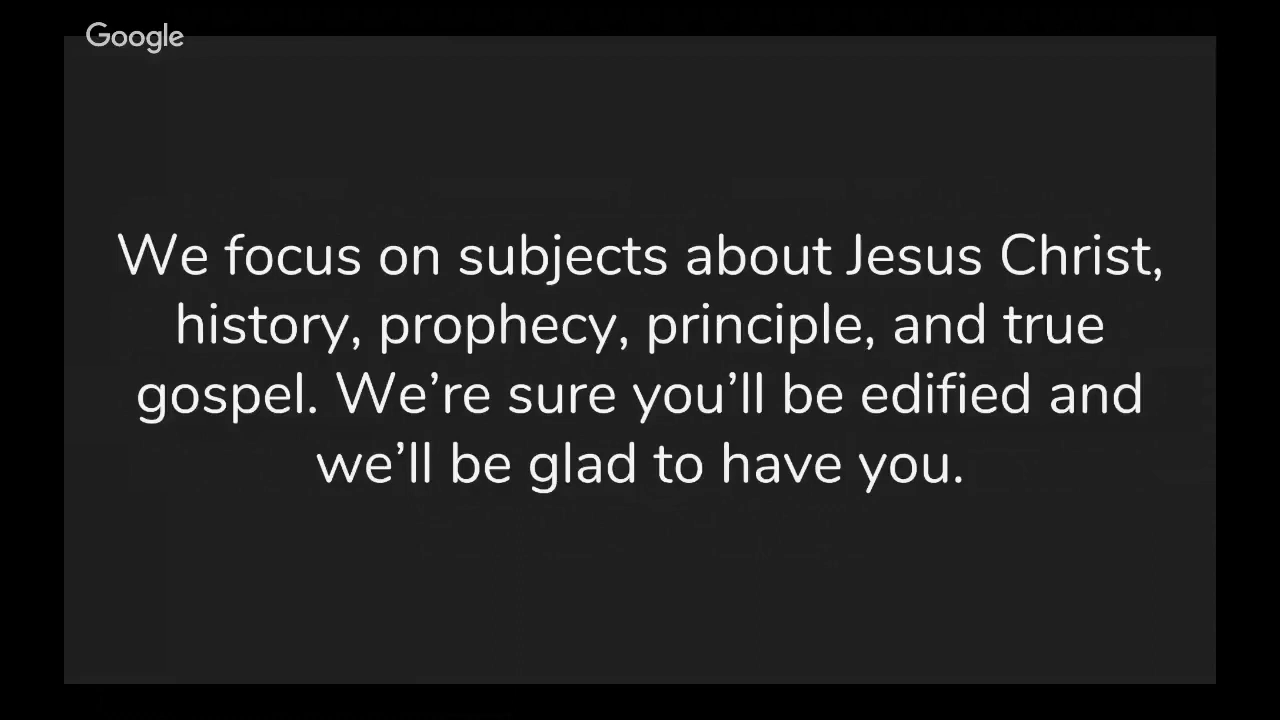 Google
We focus on subjects about Jesus Christ,
history, prophecy, principle, and true
gospel. We’re sure you’ll be edified and
we’ll be glad to have you.